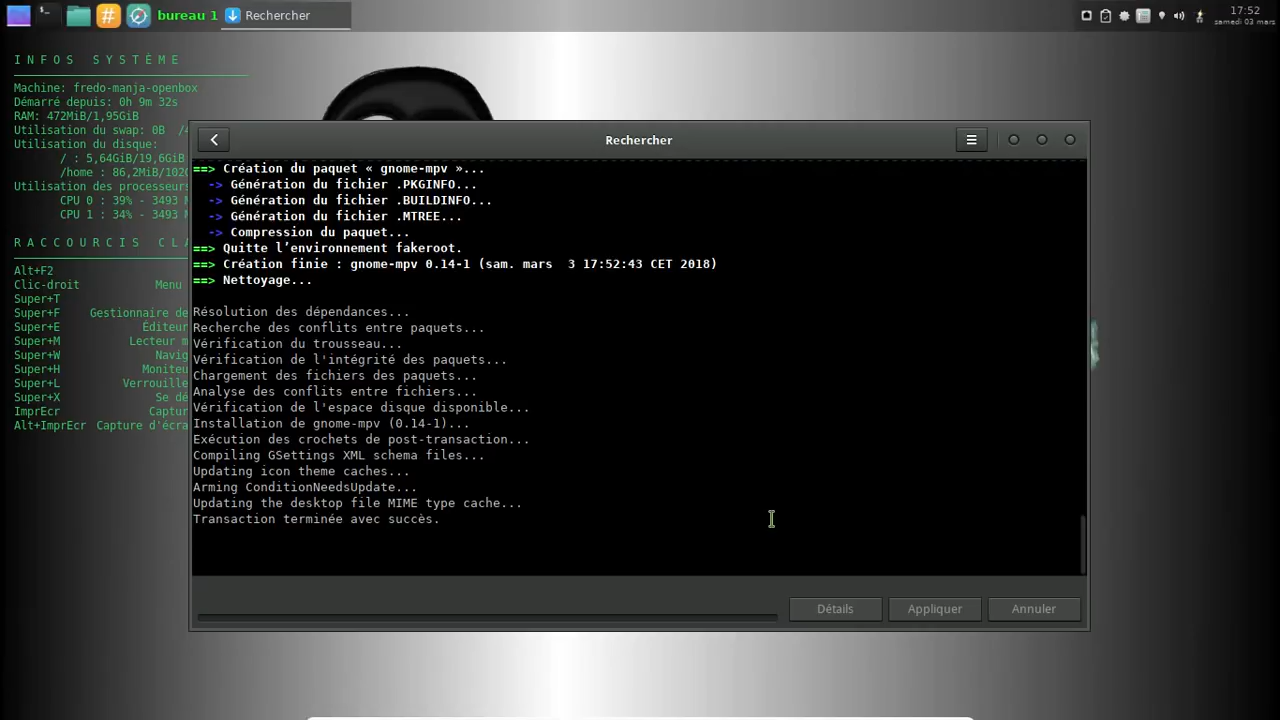 bureau 1
Rechercher
17:52
samedi 03 mars
INFOS SYSTÈME
Machine: fredo-manja-openbox
Démarré depuis: 0h 9m 32s
RAM: 472MiB/1,95GiB
Utilisation du swap: 0B
Utilisation du disque:
/ : 5,64GiB/19,6GiB
/home : 86,2MiB/102
Utilisation des processeurs
CPU 0 : 39% - 3493
CPU 1 : 34% - 3493
RACCOURCIS CLA
Alt+F2
Clic-droit Menu
Super+T
Super+F Gestionnaire de
Super+E Éditeur
Super+M Lecteur m
Super+W Navig
Super+H Moniteu
Super+L Verrouille
Super+X Se dé
ImprEcr Captur
Alt+ImprEcr Capture d'écra
Rechercher
==> Création du paquet « gnome-mpv »...
-> Génération du fichier .PKGINFO...
-> Génération du fichier .BUILDINFO...
-> Génération du fichier .MTREE...
-> Compression du paquet...
==> Quitte l’environnement fakeroot.
==> Création finie : gnome-mpv 0.14-1 (sam. mars  3 17:52:43 CET 2018)
==> Nettoyage...
Résolution des dépendances...
Recherche des conflits entre paquets...
Vérification du trousseau...
Vérification de l'intégrité des paquets...
Chargement des fichiers des paquets...
Analyse des conflits entre fichiers...
Vérification de l'espace disque disponible...
Installation de gnome-mpv (0.14-1)...
Exécution des crochets de post-transaction...
Compiling GSettings XML schema files...
Updating icon theme caches...
Arming ConditionNeedsUpdate...
Updating the desktop file MIME type cache...
Transaction terminée avec succès.
Détails
Appliquer
Annuler